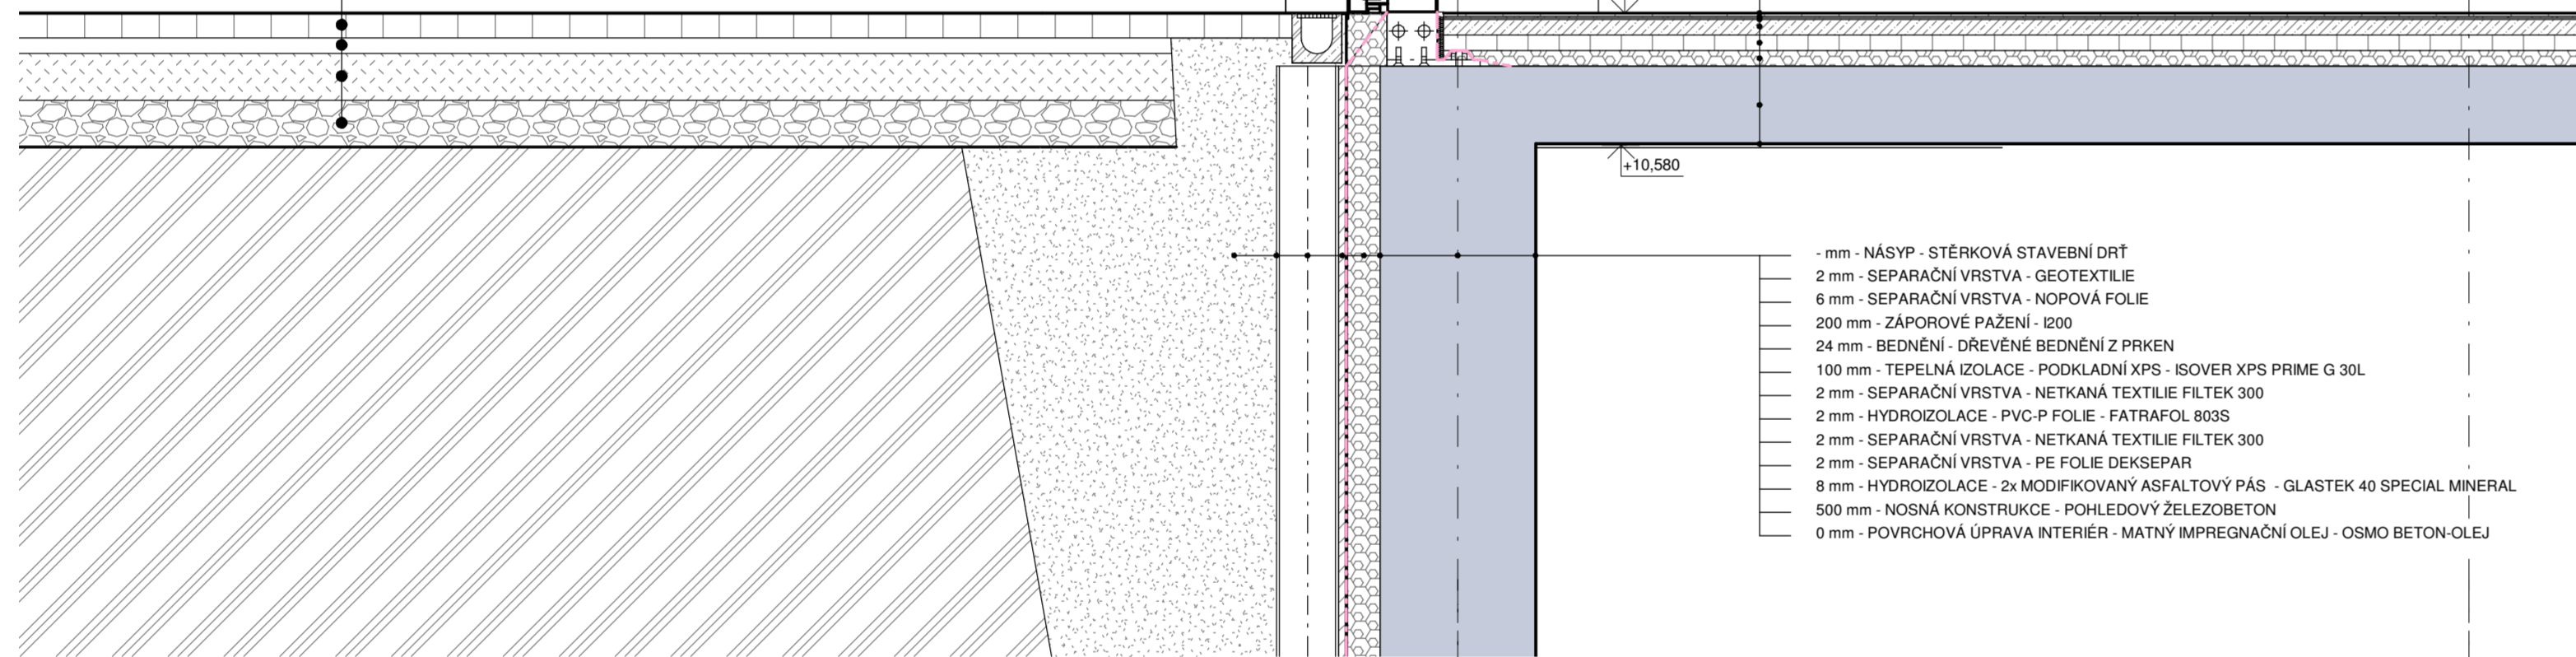 +10,580
- mm - NÁSYP - STĚRKOVÁ STAVEBNÍ DRŤ
2 mm - SEPARAČNÍ VRSTVA - GEOTEXTILIE
6 mm - SEPARAČNÍ VRSTVA - NOPOVÁ FOLIE
200 mm - ZÁPOROVÉ PAŽENÍ - I200
24 mm - BEDNĚNÍ - DŘEVĚNÉ BEDNĚNÍ Z PRKEN
100 mm - TEPELNÁ IZOLACE - PODKLADNÍ XPS - ISOVER XPS PRIME G 30L
2 mm - SEPARAČNÍ VRSTVA - NETKANÁ TEXTILIE FILTEK 300
2 mm - HYDROIZOLACE - PVC-P FOLIE - FATRAFOL 803S
2 mm - SEPARAČNÍ VRSTVA - NETKANÁ TEXTILIE FILTEK 300
2 mm - SEPARAČNÍ VRSTVA - PE FOLIE DEKSEPAR
8 mm - HYDROIZOLACE - 2x MODIFIKOVANÝ ASFALTOVÝ PÁS - GLASTEK 40 SPECIAL MINERAL
500 mm - NOSNÁ KONSTRUKCE - POHLEDOVÝ ŽELEZOBETON
0 mm - POVRCHOVÁ ÚPRAVA INTERIÉR - MATNÝ IMPREGNAČNÍ OLEJ - OSMO BETON-OLEJ